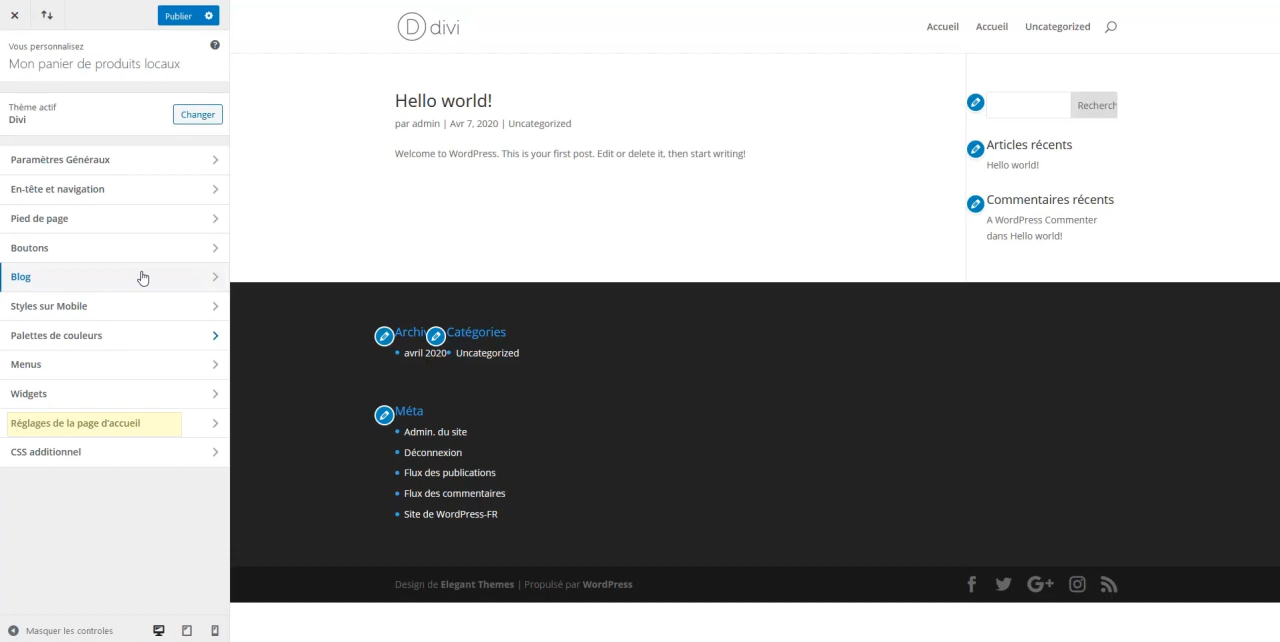 Publier
Vous personnalisez
Mon panier de produits locaux
Thème actif
Divi
Changer
Paramètres Généraux
En-tête et navigation
Pied de page
Boutons
Blog
Styles sur Mobile
Palettes de couleurs
Menus
Widgets
Réglages de la page d'accueil
CSS additionnel
Masquer les controles
D divi
Accueil Accueil Uncategorized
Hello world!
par admin | Avr 7, 2020 | Uncategorized
Welcome to WordPress. This is your first post. Edit or delete it, then start writing!
Recherch
Articles récents
Hello world!
Commentaires récents
A WordPress Commenter
dans Hello world!
Archiv Catégories
avril 2020 Uncategorized
Méta
Admin. du site
Déconnexion
Flux des publications
Flux des commentaires
Site de WordPress-FR
Design de Elegant Themes | Propulsé par WordPress